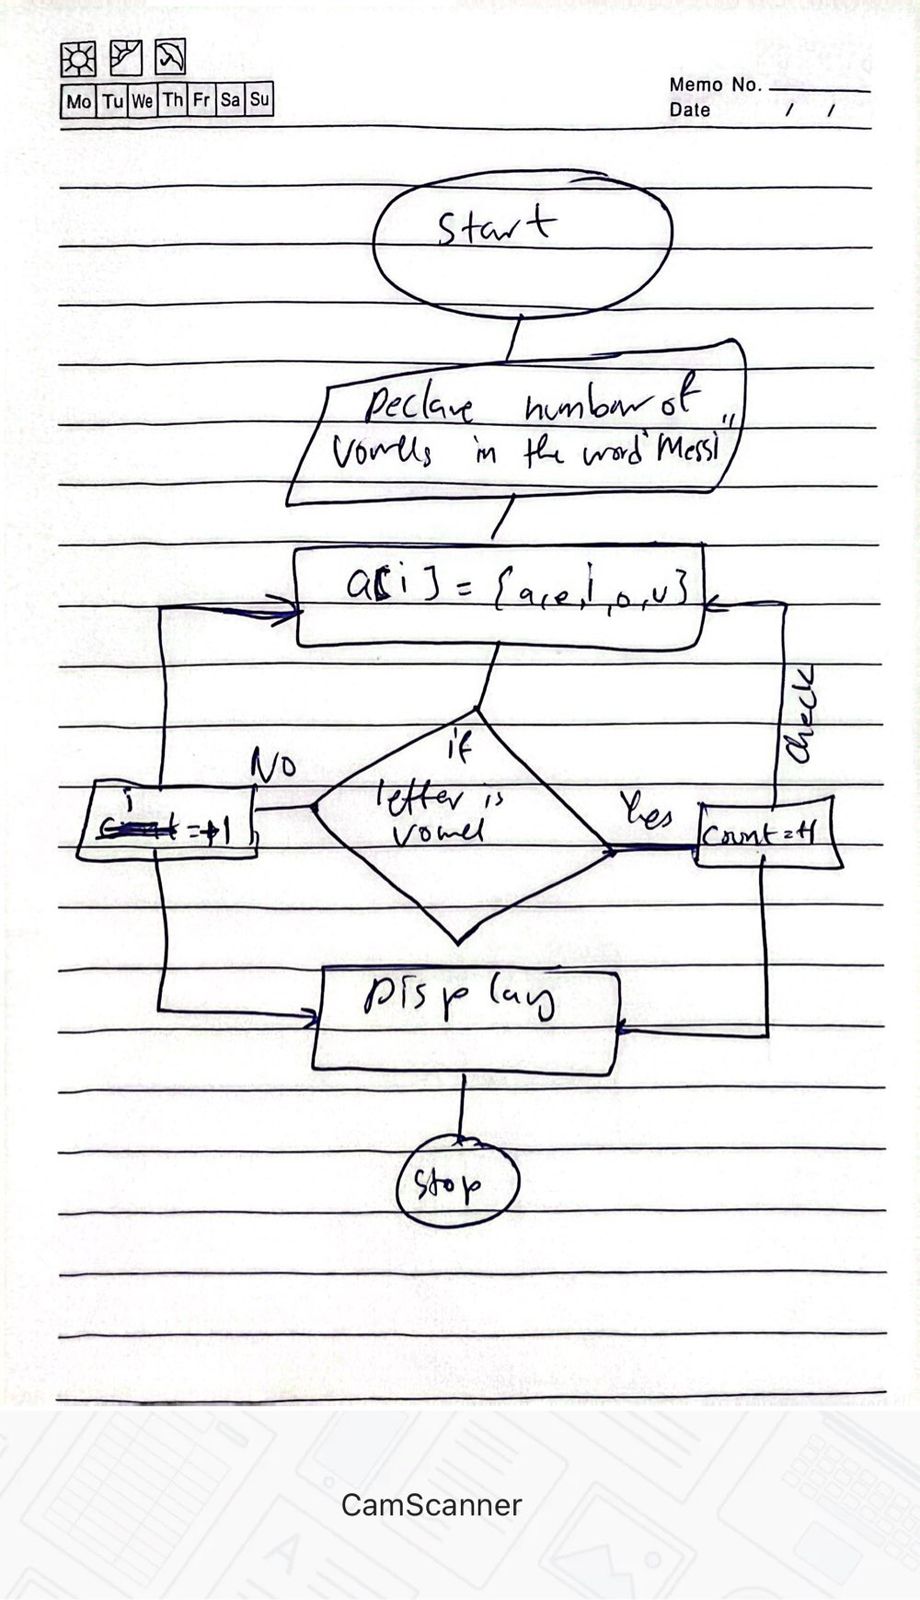 Mo Tu We Th Fr Sa Su
Memo No.
Date / /
Start
Declare number of
vowels in the word "Messi"
a[i] = {a,e,i,o,u}
if
letter is
vowel
No
i
=+1
Yes
count=+1
check
Display
Stop
CamScanner